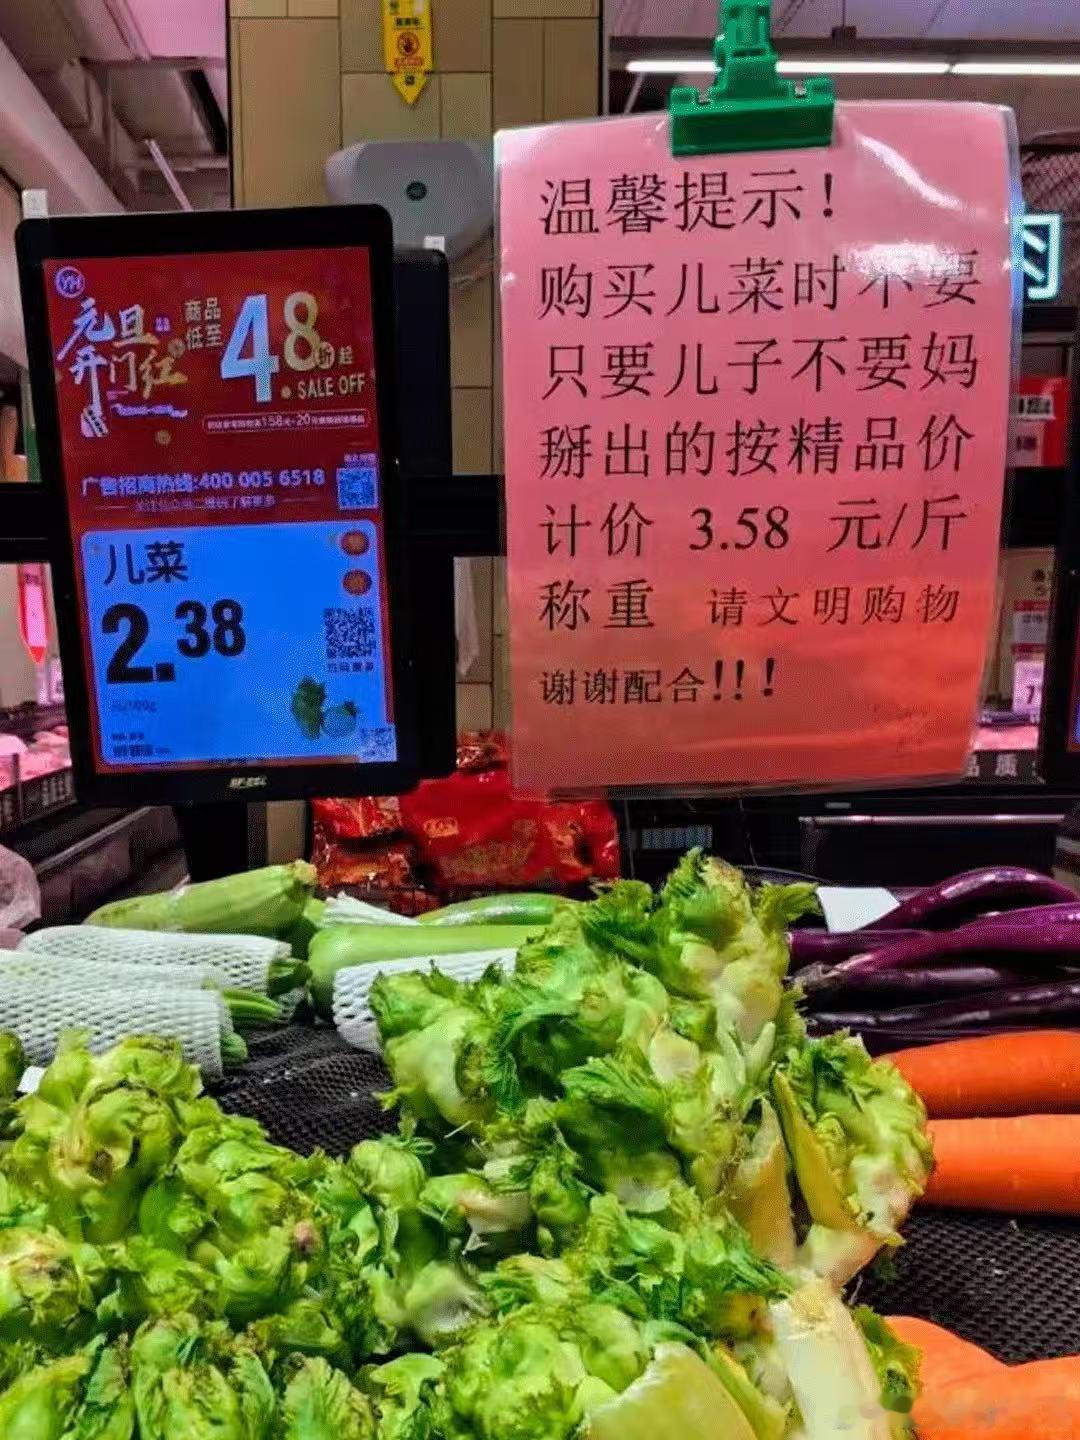 YH
元旦
开门红
商品
低至
48折起
SALE OFF
广告招商热线:400 005 6518
儿菜
2.38
温馨提示！
购买儿菜时不要
只要儿子不要妈
掰出的按精品价
计价 3.58 元/斤
称重 请文明购物
谢谢配合！！！
品质